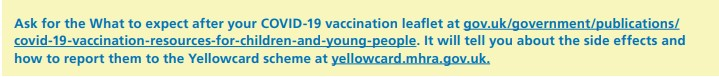 Ask for the What to expect after your COVID-19 vaccination leaflet at gov.uk/government/publications/
covid-19-vaccination-resources-for-children-and-young-people. It will tell you about the side effects and
how to report them to the Yellowcard scheme at yellowcard.mhra.gov.uk.